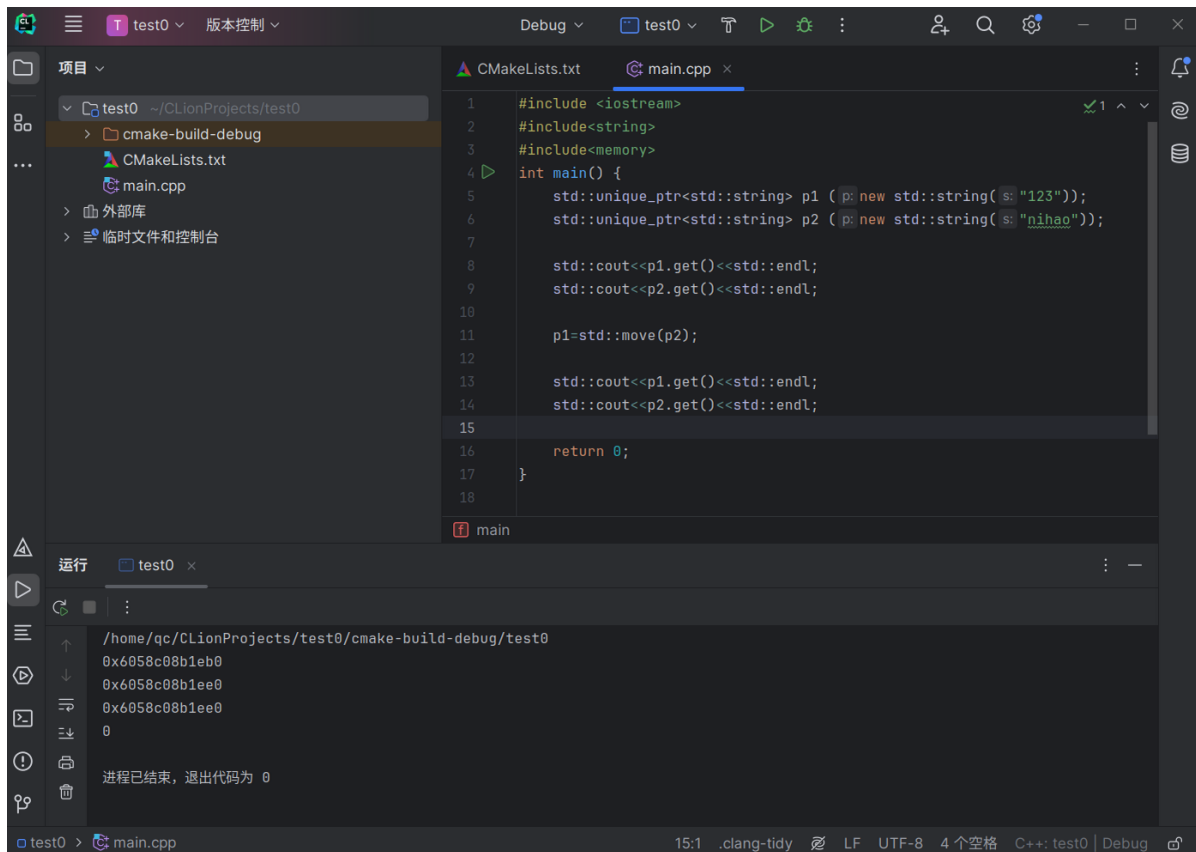 CL T test0 版本控制 Debug test0
项目
CMakeLists.txt main.cpp
test0 ~/CLionProjects/test0
cmake-build-debug
CMakeLists.txt
main.cpp
外部库
临时文件和控制台
1
1 #include <iostream>
2 #include<string>
3 #include<memory>
4 int main() {
5 std::unique_ptr<std::string> p1 ( p: new std::string( s: "123"));
6 std::unique_ptr<std::string> p2 ( p: new std::string( s: "nihao"));
7
8 std::cout<<p1.get()<<std::endl;
9 std::cout<<p2.get()<<std::endl;
10
11 p1=std::move(p2);
12
13 std::cout<<p1.get()<<std::endl;
14 std::cout<<p2.get()<<std::endl;
15
16 return 0;
17 }
18
f main
运行 test0
/home/qc/CLionProjects/test0/cmake-build-debug/test0
0x6058c08b1eb0
0x6058c08b1ee0
0x6058c08b1ee0
0
进程已结束，退出代码为 0
test0 > main.cpp 15:1 .clang-tidy LF UTF-8 4 个空格 C++: test0 | Debug